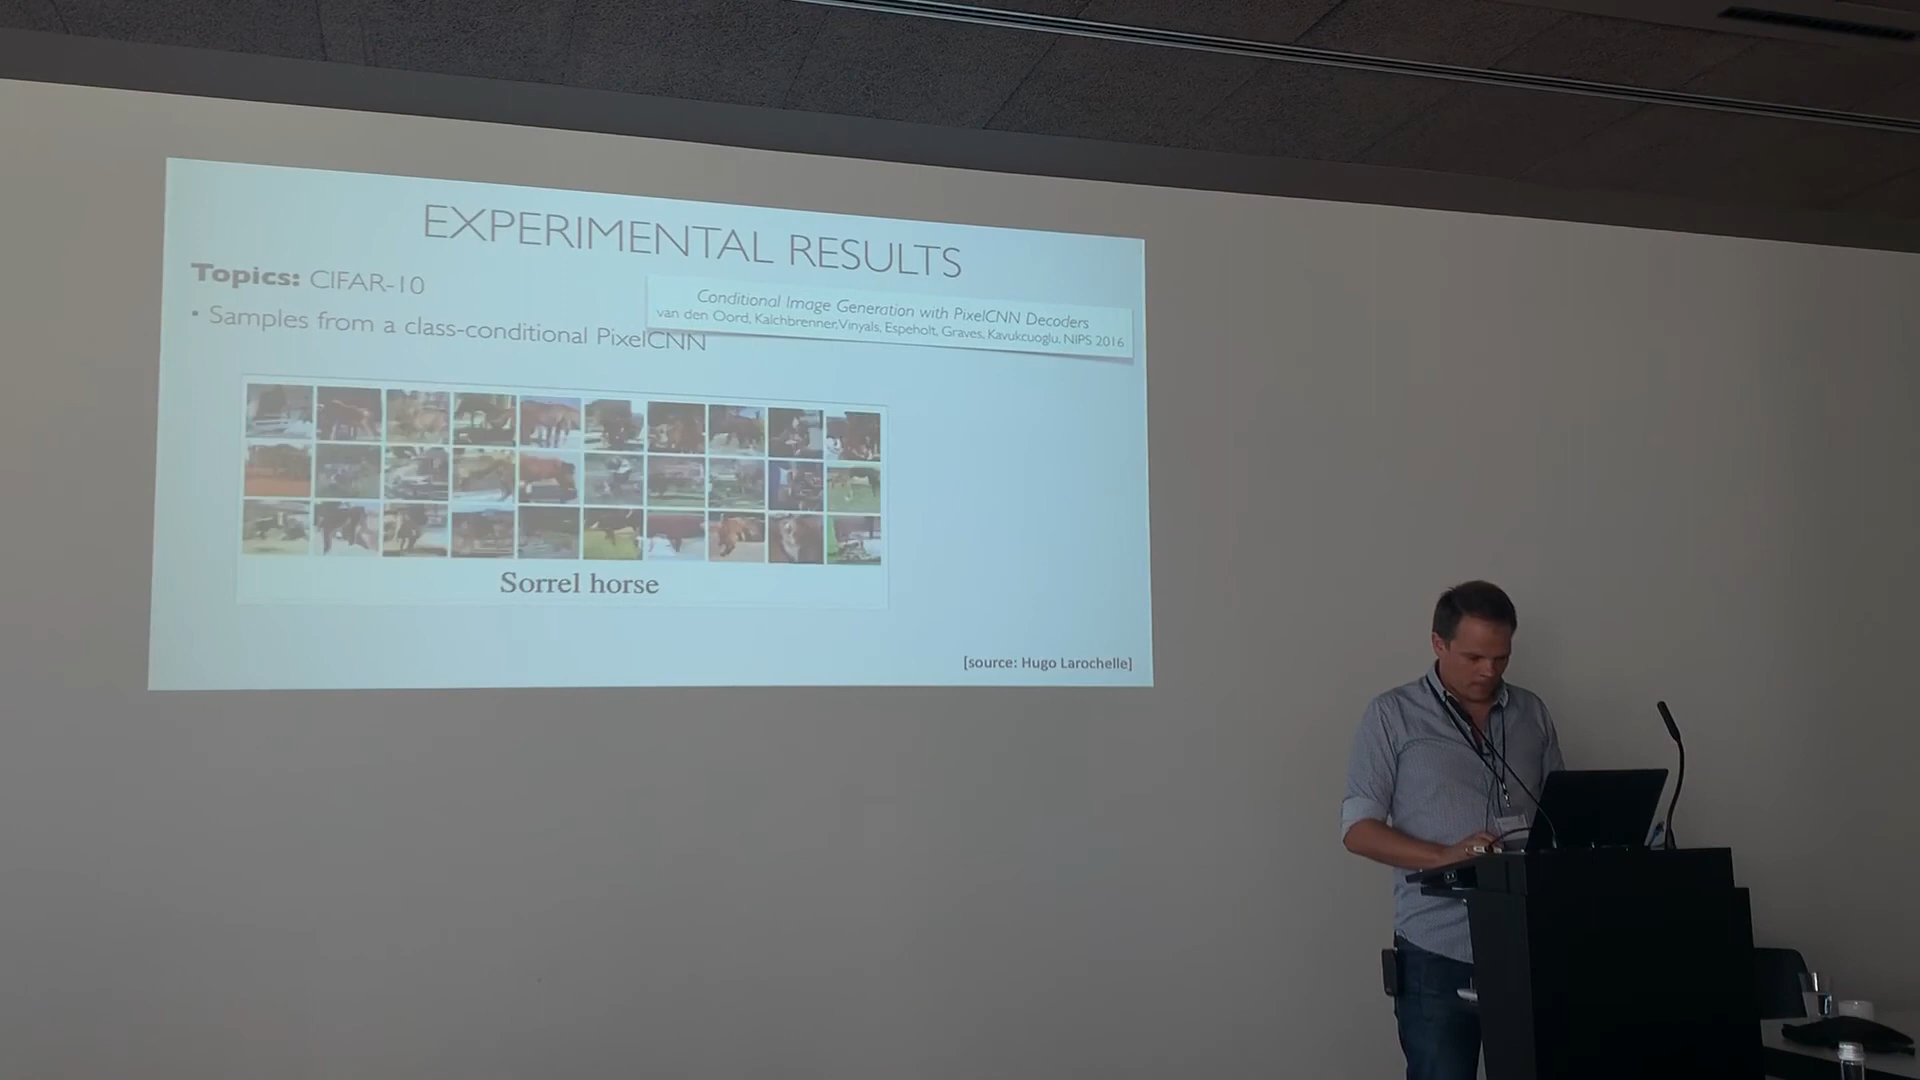 EXPERIMENTAL RESULTS
Topics: CIFAR-10
• Samples from a class-conditional PixelCNN
Conditional Image Generation with PixelCNN Decoders
van den Oord, Kalchbrenner, Vinyals, Espeholt, Graves, Kavukcuoglu, NIPS 2016
Sorrel horse
[source: Hugo Larochelle]